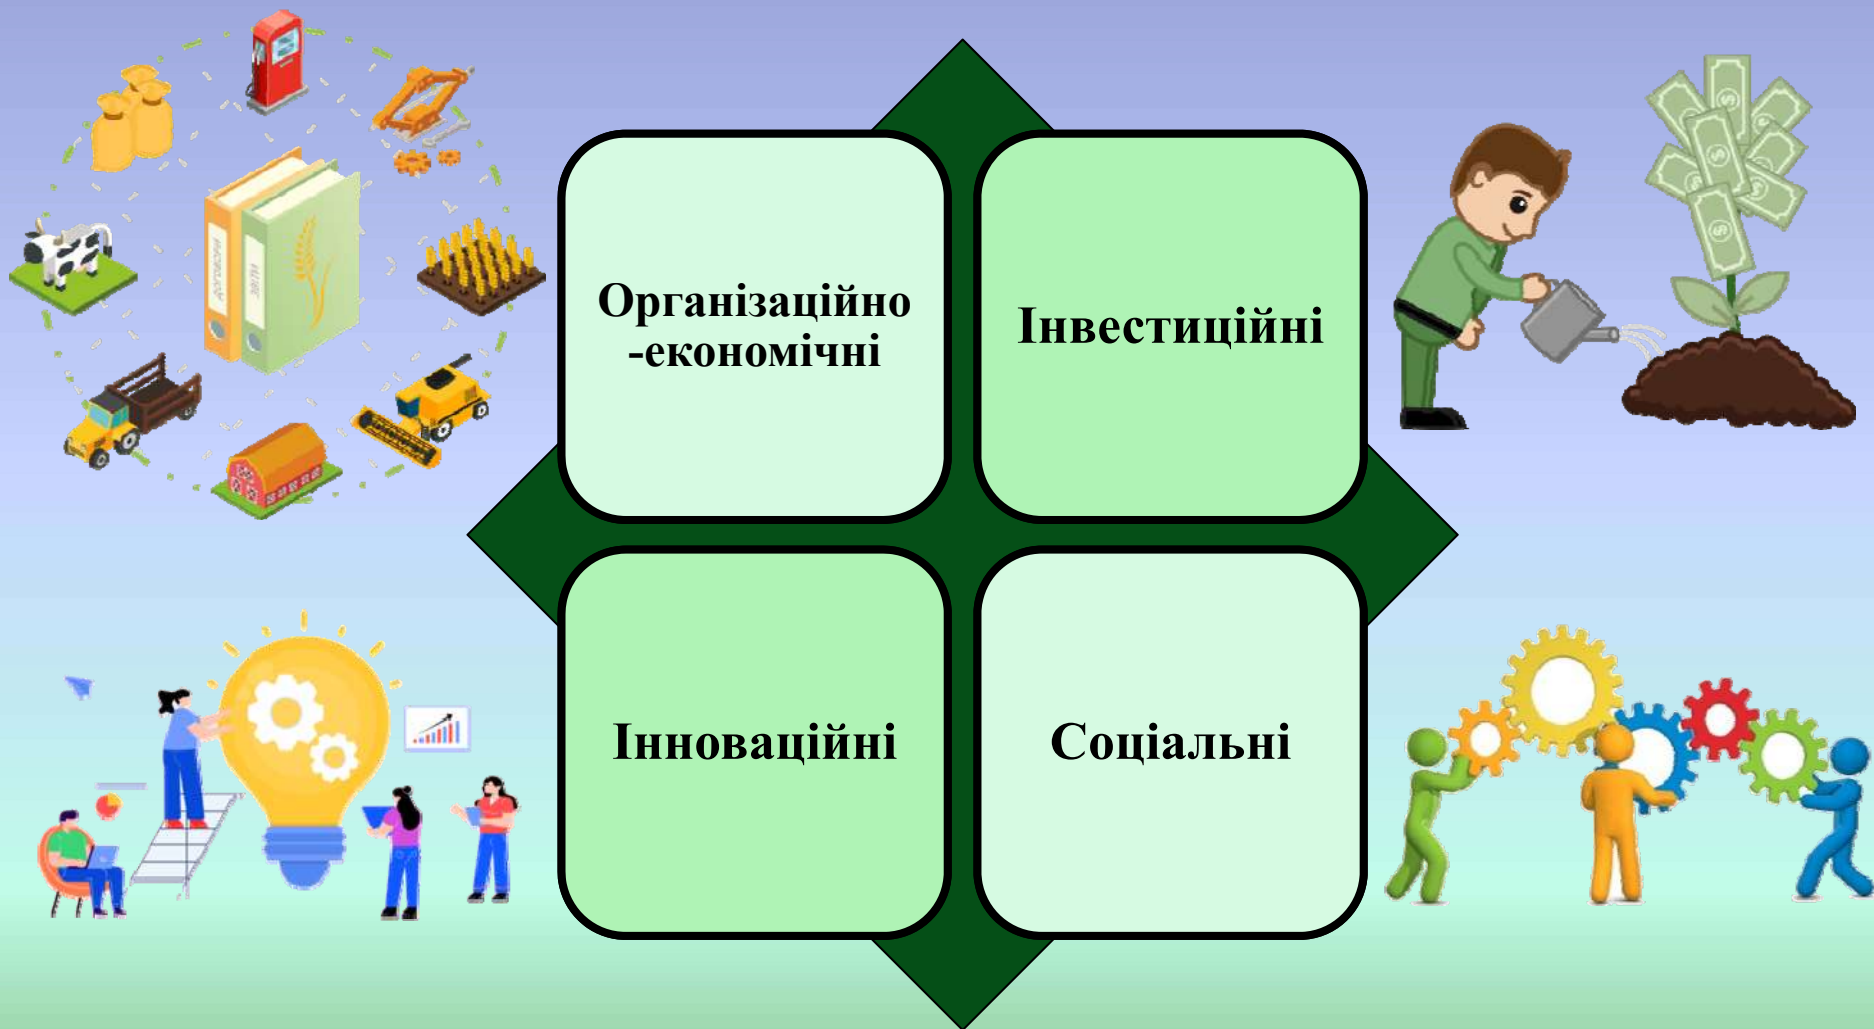 Організаційно
-економічні
Інвестиційні
Інноваційні
Соціальні